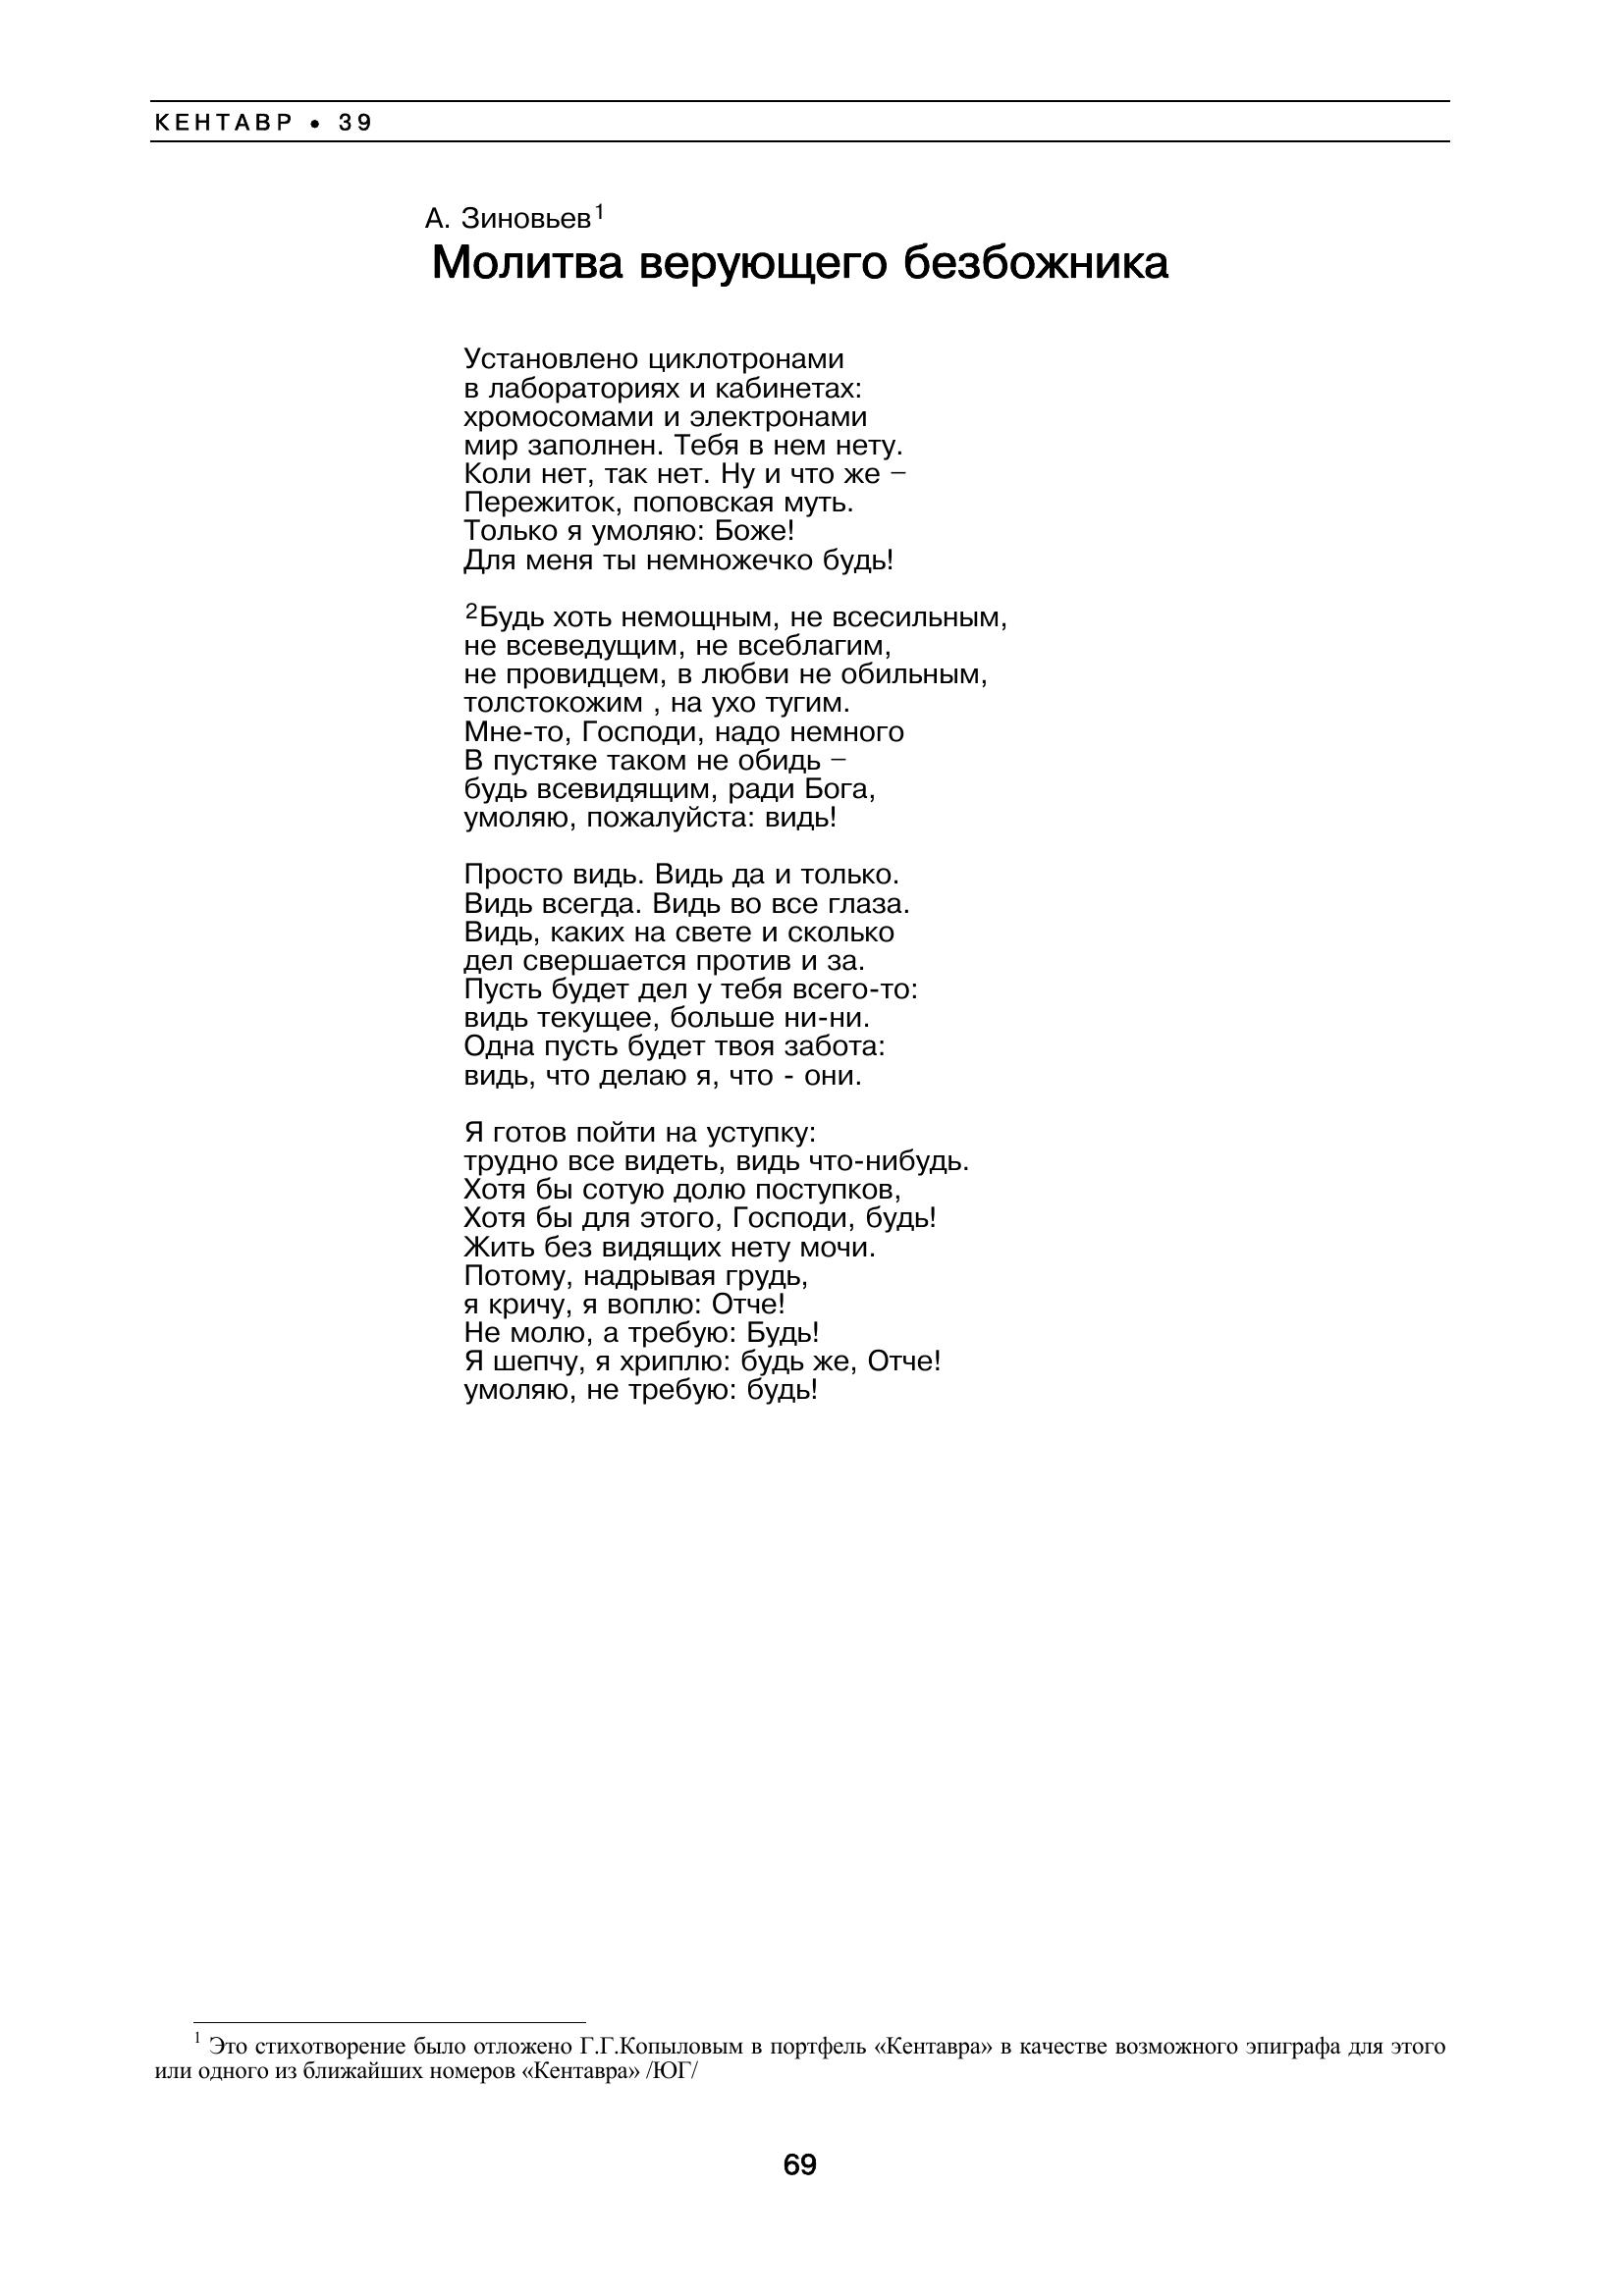 КЕНТАВР • 39
А. Зиновьев1
Молитва верующего безбожника
Установлено циклотронами
в лабораториях и кабинетах:
хромосомами и электронами
мир заполнен. Тебя в нем нету.
Коли нет, так нет. Ну и что же –
Пережиток, поповская муть.
Только я умоляю: Боже!
Для меня ты немножечко будь!
2Будь хоть немощным, не всесильным,
не всеведущим, не всеблагим,
не провидцем, в любви не обильным,
толстокожим , на ухо тугим.
Мне-то, Господи, надо немного
В пустяке таком не обидь –
будь всевидящим, ради Бога,
умоляю, пожалуйста: видь!
Просто видь. Видь да и только.
Видь всегда. Видь во все глаза.
Видь, каких на свете и сколько
дел свершается против и за.
Пусть будет дел у тебя всего-то:
видь текущее, больше ни-ни.
Одна пусть будет твоя забота:
видь, что делаю я, что - они.
Я готов пойти на уступку:
трудно все видеть, видь что-нибудь.
Хотя бы сотую долю поступков,
Хотя бы для этого, Господи, будь!
Жить без видящих нету мочи.
Потому, надрывая грудь,
я кричу, я воплю: Отче!
Не молю, а требую: Будь!
Я шепчу, я хриплю: будь же, Отче!
умоляю, не требую: будь!
1 Это стихотворение было отложено Г.Г.Копыловым в портфель «Кентавра» в качестве возможного эпиграфа для этого
или одного из ближайших номеров «Кентавра» /ЮГ/
69